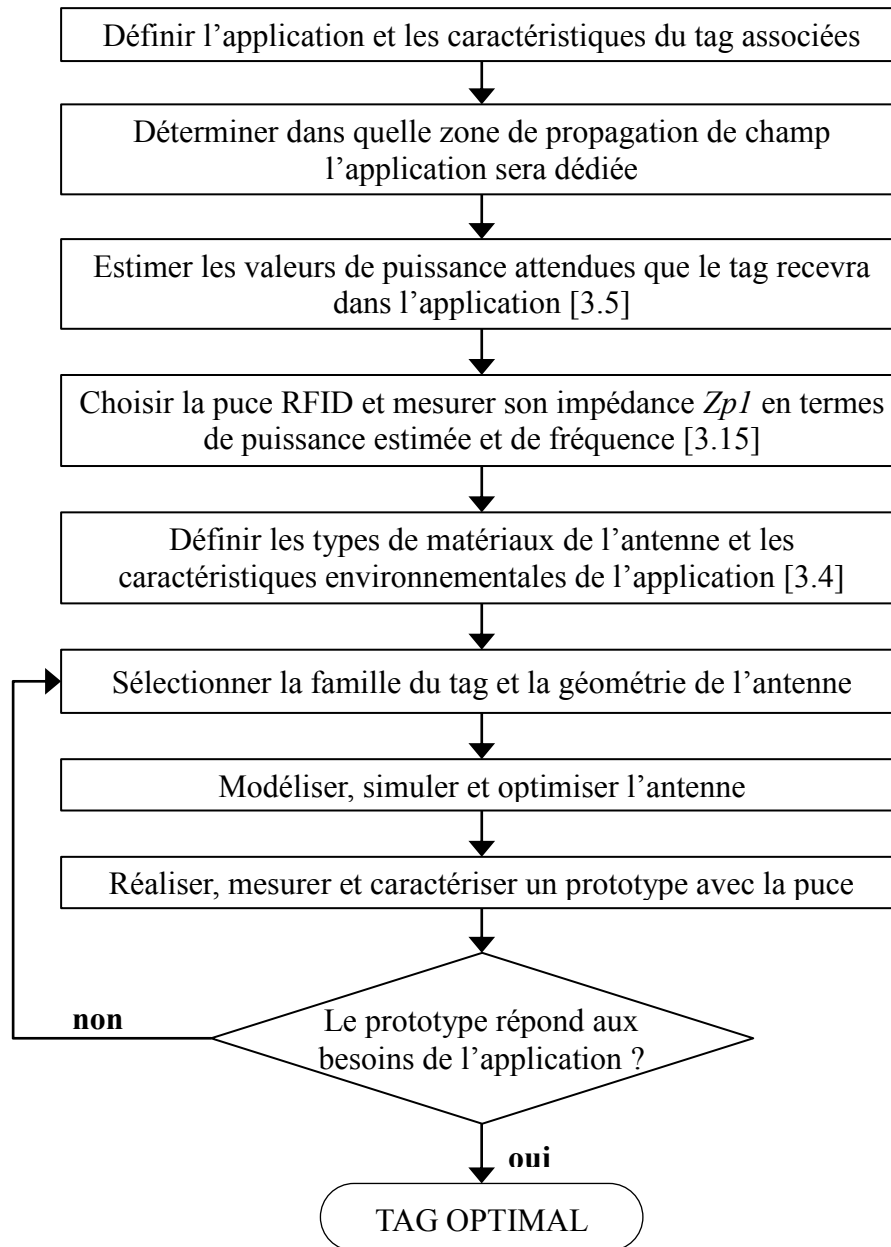 Définir l’application et les caractéristiques du tag associées
Déterminer dans quelle zone de propagation de champ
l’application sera dédiée
Estimer les valeurs de puissance attendues que le tag recevra
dans l’application [3.5]
Choisir la puce RFID et mesurer son impédance Zp1 en termes
de puissance estimée et de fréquence [3.15]
Définir les types de matériaux de l’antenne et les
caractéristiques environnementales de l’application [3.4]
Sélectionner la famille du tag et la géométrie de l’antenne
Modéliser, simuler et optimiser l’antenne
Réaliser, mesurer et caractériser un prototype avec la puce
non
Le prototype répond aux
besoins de l’application ?
oui
TAG OPTIMAL